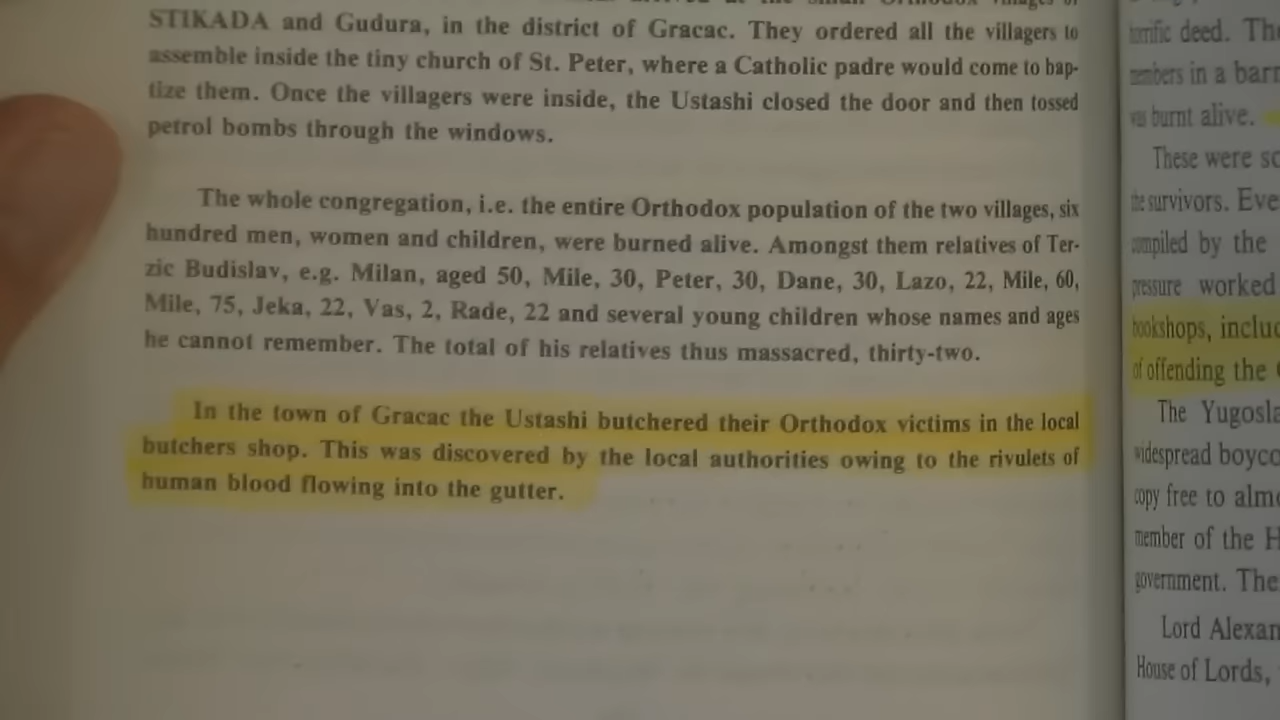 STIKADA and Gudura, in the district of Gracac. They ordered all the villagers to
assemble inside the tiny church of St. Peter, where a Catholic padre would come to bap-
tize them. Once the villagers were inside, the Ustashi closed the door and then tossed
petrol bombs through the windows.
The whole congregation, i.e. the entire Orthodox population of the two villages, six
hundred men, women and children, were burned alive. Amongst them relatives of Ter-
zic Budislav, e.g. Milan, aged 50, Mile, 30, Peter, 30, Dane, 30, Lazo, 22, Mile, 60,
Mile, 75, Jeka, 22, Vas, 2, Rade, 22 and several young children whose names and ages
he cannot remember. The total of his relatives thus massacred, thirty-two.
In the town of Gracac the Ustashi butchered their Orthodox victims in the local
butchers shop. This was discovered by the local authorities owing to the rivulets of
human blood flowing into the gutter.
deed.
in a
burnt alive.
These were
survivors.
by the
worked
bookshops,
of offending the
The
widespread
copy free to
member of the
government. The
Lord
House of Lords,